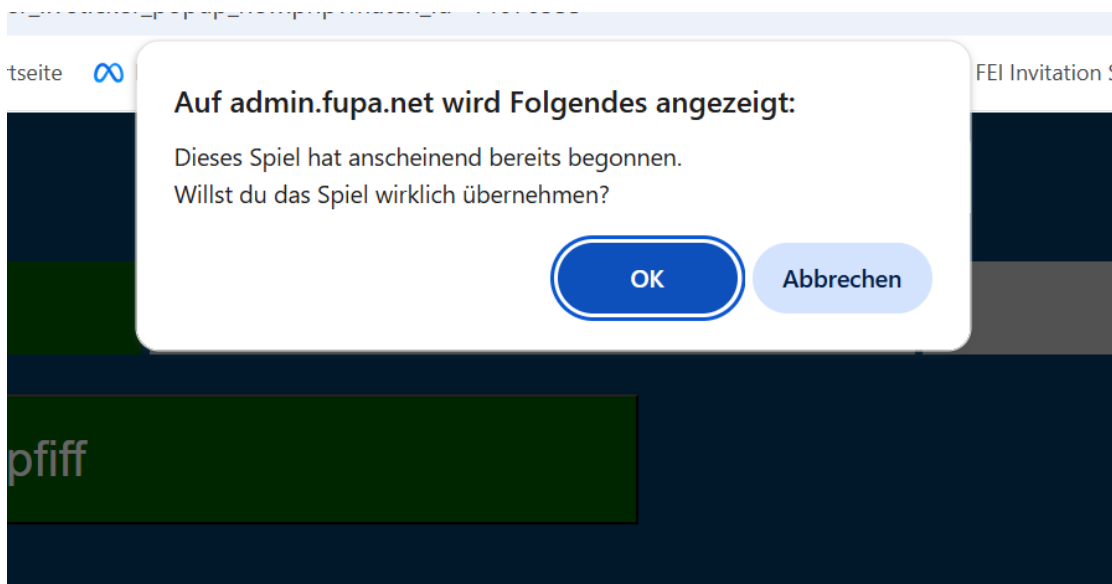 tseite
FEI Invitation S
Auf admin.fupa.net wird Folgendes angezeigt:
Dieses Spiel hat anscheinend bereits begonnen.
Willst du das Spiel wirklich übernehmen?
OK
Abbrechen
pfiff